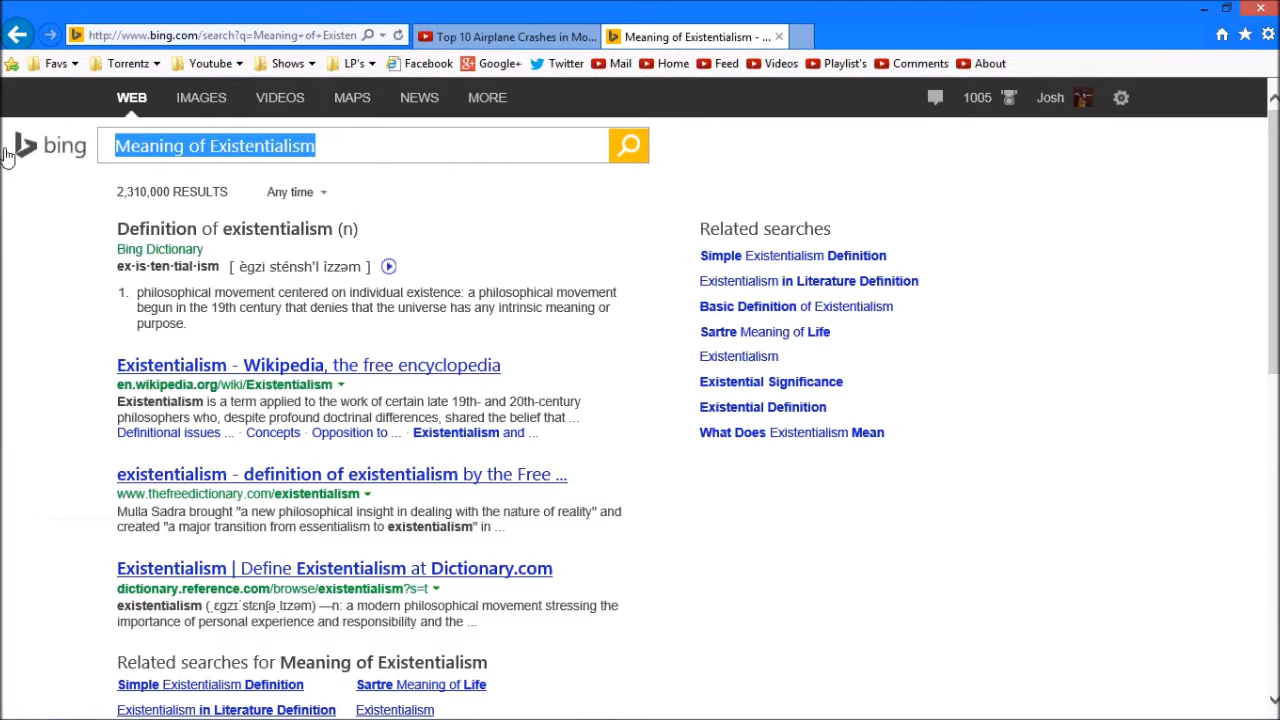 http://www.bing.com/search?q=Meaning+of+Existen
Top 10 Airplane Crashes in Mo...
Meaning of Existentialism - ...
Favs
Torrentz
Youtube
Shows
LP's
Facebook
Google+
Twitter
Mail
Home
Feed
Videos
Playlist's
Comments
About
WEB IMAGES VIDEOS MAPS NEWS MORE
1005
Josh
bing
Meaning of Existentialism
2,310,000 RESULTS
Any time
Definition of existentialism (n)
Bing Dictionary
ex·is·ten·tial·ism [ ègzi sténsh'l ìzzəm ]
1. philosophical movement centered on individual existence: a philosophical movement
begun in the 19th century that denies that the universe has any intrinsic meaning or
purpose.
Existentialism - Wikipedia, the free encyclopedia
en.wikipedia.org/wiki/Existentialism
Existentialism is a term applied to the work of certain late 19th- and 20th-century
philosophers who, despite profound doctrinal differences, shared the belief that ...
Definitional issues ... · Concepts · Opposition to ... · Existentialism and ...
existentialism - definition of existentialism by the Free ...
www.thefreedictionary.com/existentialism
Mulla Sadra brought "a new philosophical insight in dealing with the nature of reality" and
created "a major transition from essentialism to existentialism" in ...
Existentialism | Define Existentialism at Dictionary.com
dictionary.reference.com/browse/existentialism?s=t
existentialism (ˌɛgzɪˈstɛnʃəˌlɪzəm) —n: a modern philosophical movement stressing the
importance of personal experience and responsibility and the ...
Related searches for Meaning of Existentialism
Simple Existentialism Definition
Sartre Meaning of Life
Existentialism in Literature Definition
Existentialism
Related searches
Simple Existentialism Definition
Existentialism in Literature Definition
Basic Definition of Existentialism
Sartre Meaning of Life
Existentialism
Existential Significance
Existential Definition
What Does Existentialism Mean